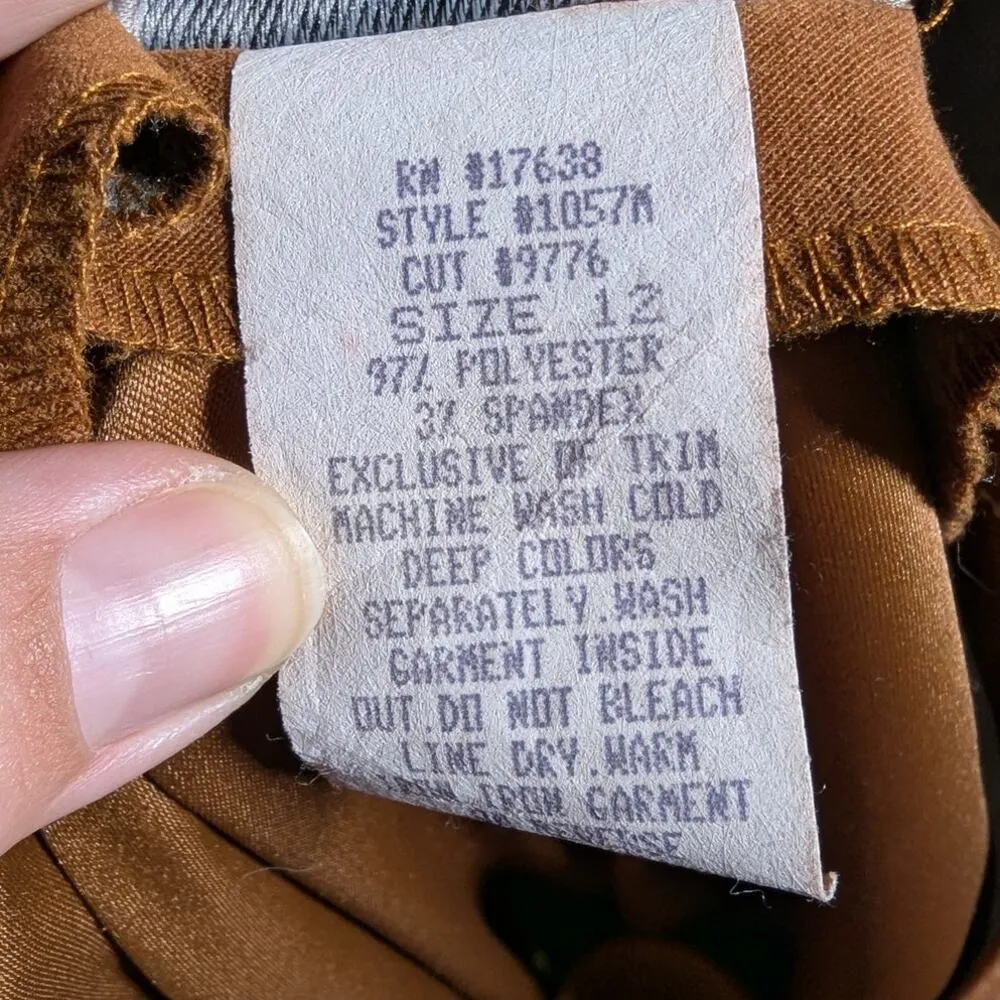 RN #17638
STYLE #1057M
CUT #9776
SIZE 12
97% POLYESTER
3% SPANDEX
EXCLUSIVE OF TRIM
MACHINE WASH COLD
DEEP COLORS
SEPARATELY.WASH
GARMENT INSIDE
OUT.DO NOT BLEACH
LINE DRY.WARM
IRON GARMENT